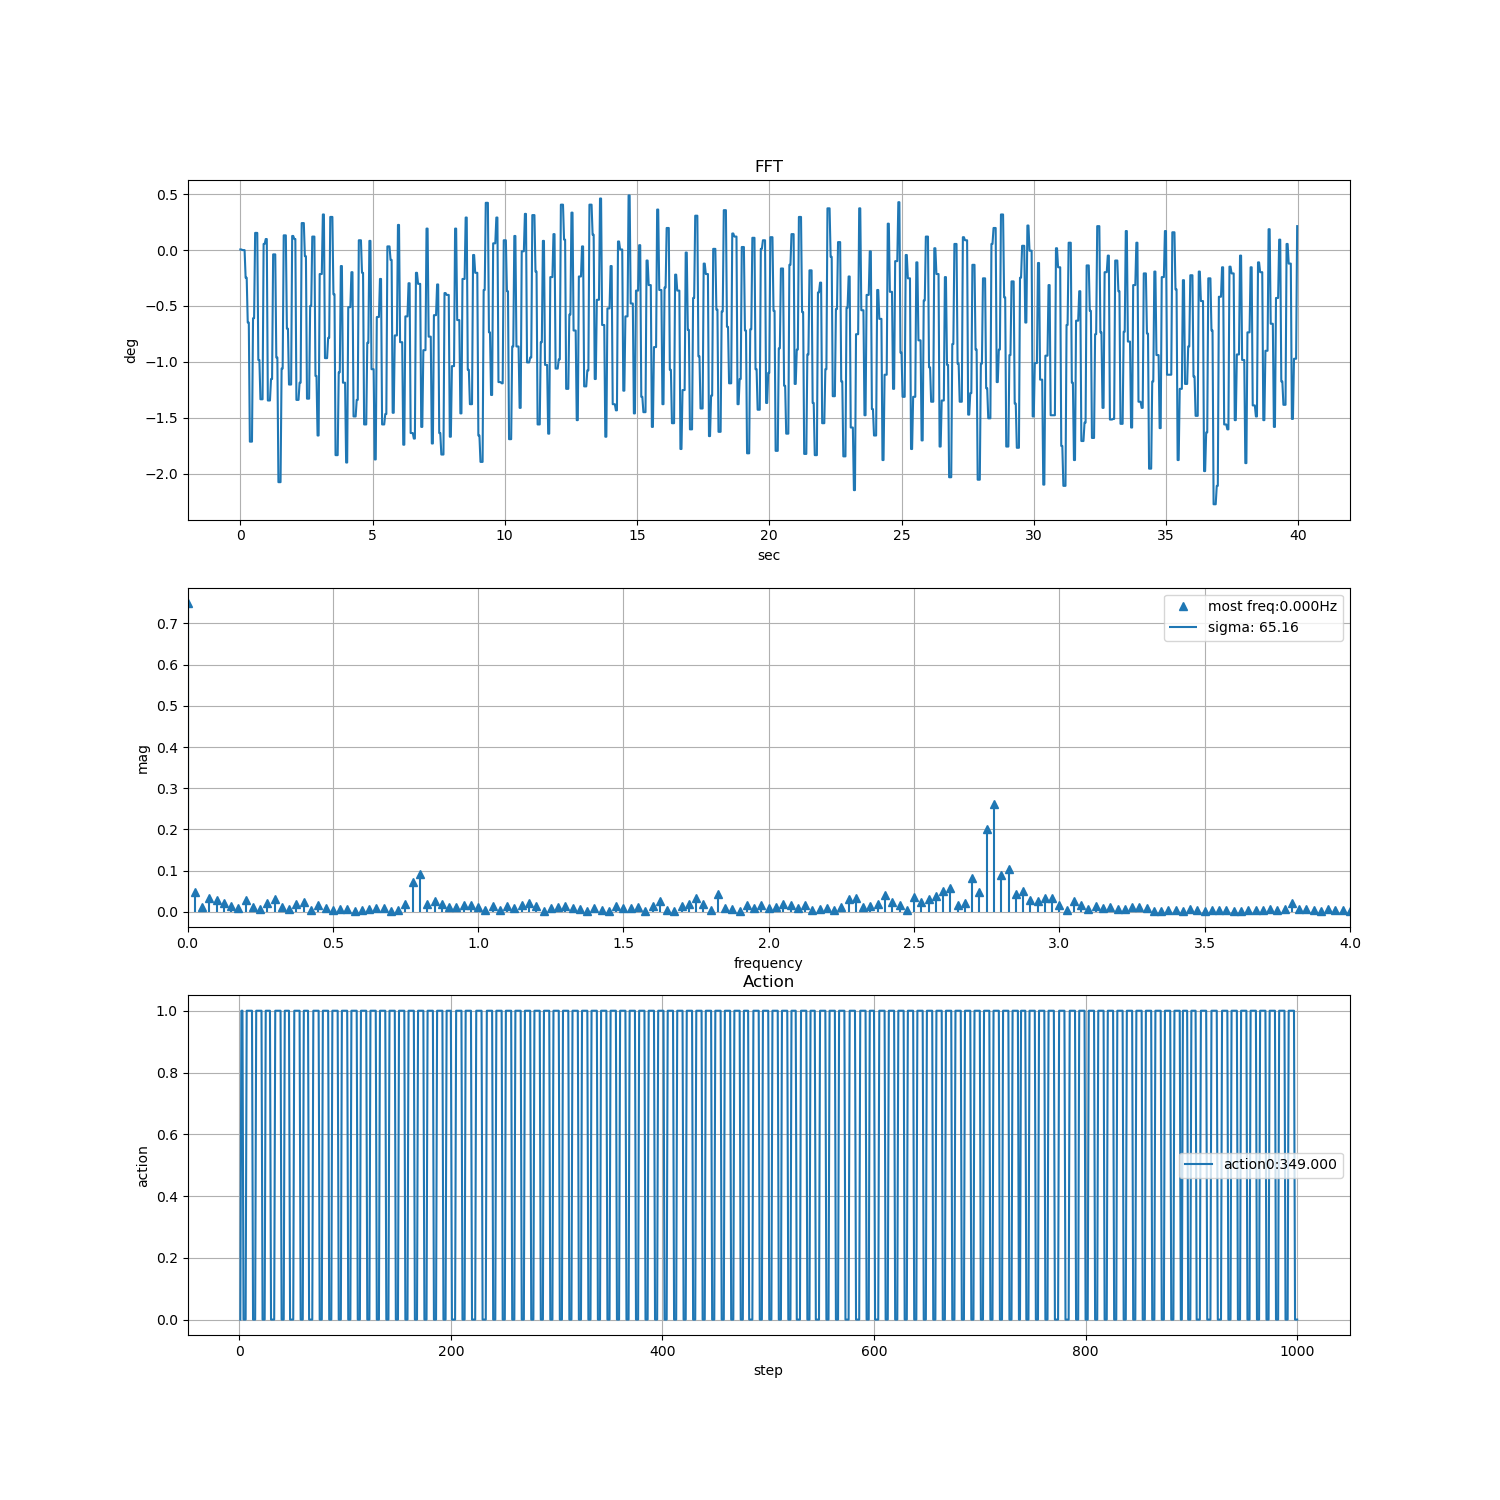 FFT
0.5
0.0
−0.5
−1.0
−1.5
−2.0
deg
0 5 10 15 20 25 30 35 40
sec
0.7
0.6
0.5
0.4
0.3
0.2
0.1
0.0
mag
most freq:0.000Hz
sigma: 65.16
0.0 0.5 1.0 1.5 2.0 2.5 3.0 3.5 4.0
frequency
Action
1.0
0.8
0.6
0.4
0.2
0.0
action
action0:349.000
0 200 400 600 800 1000
step